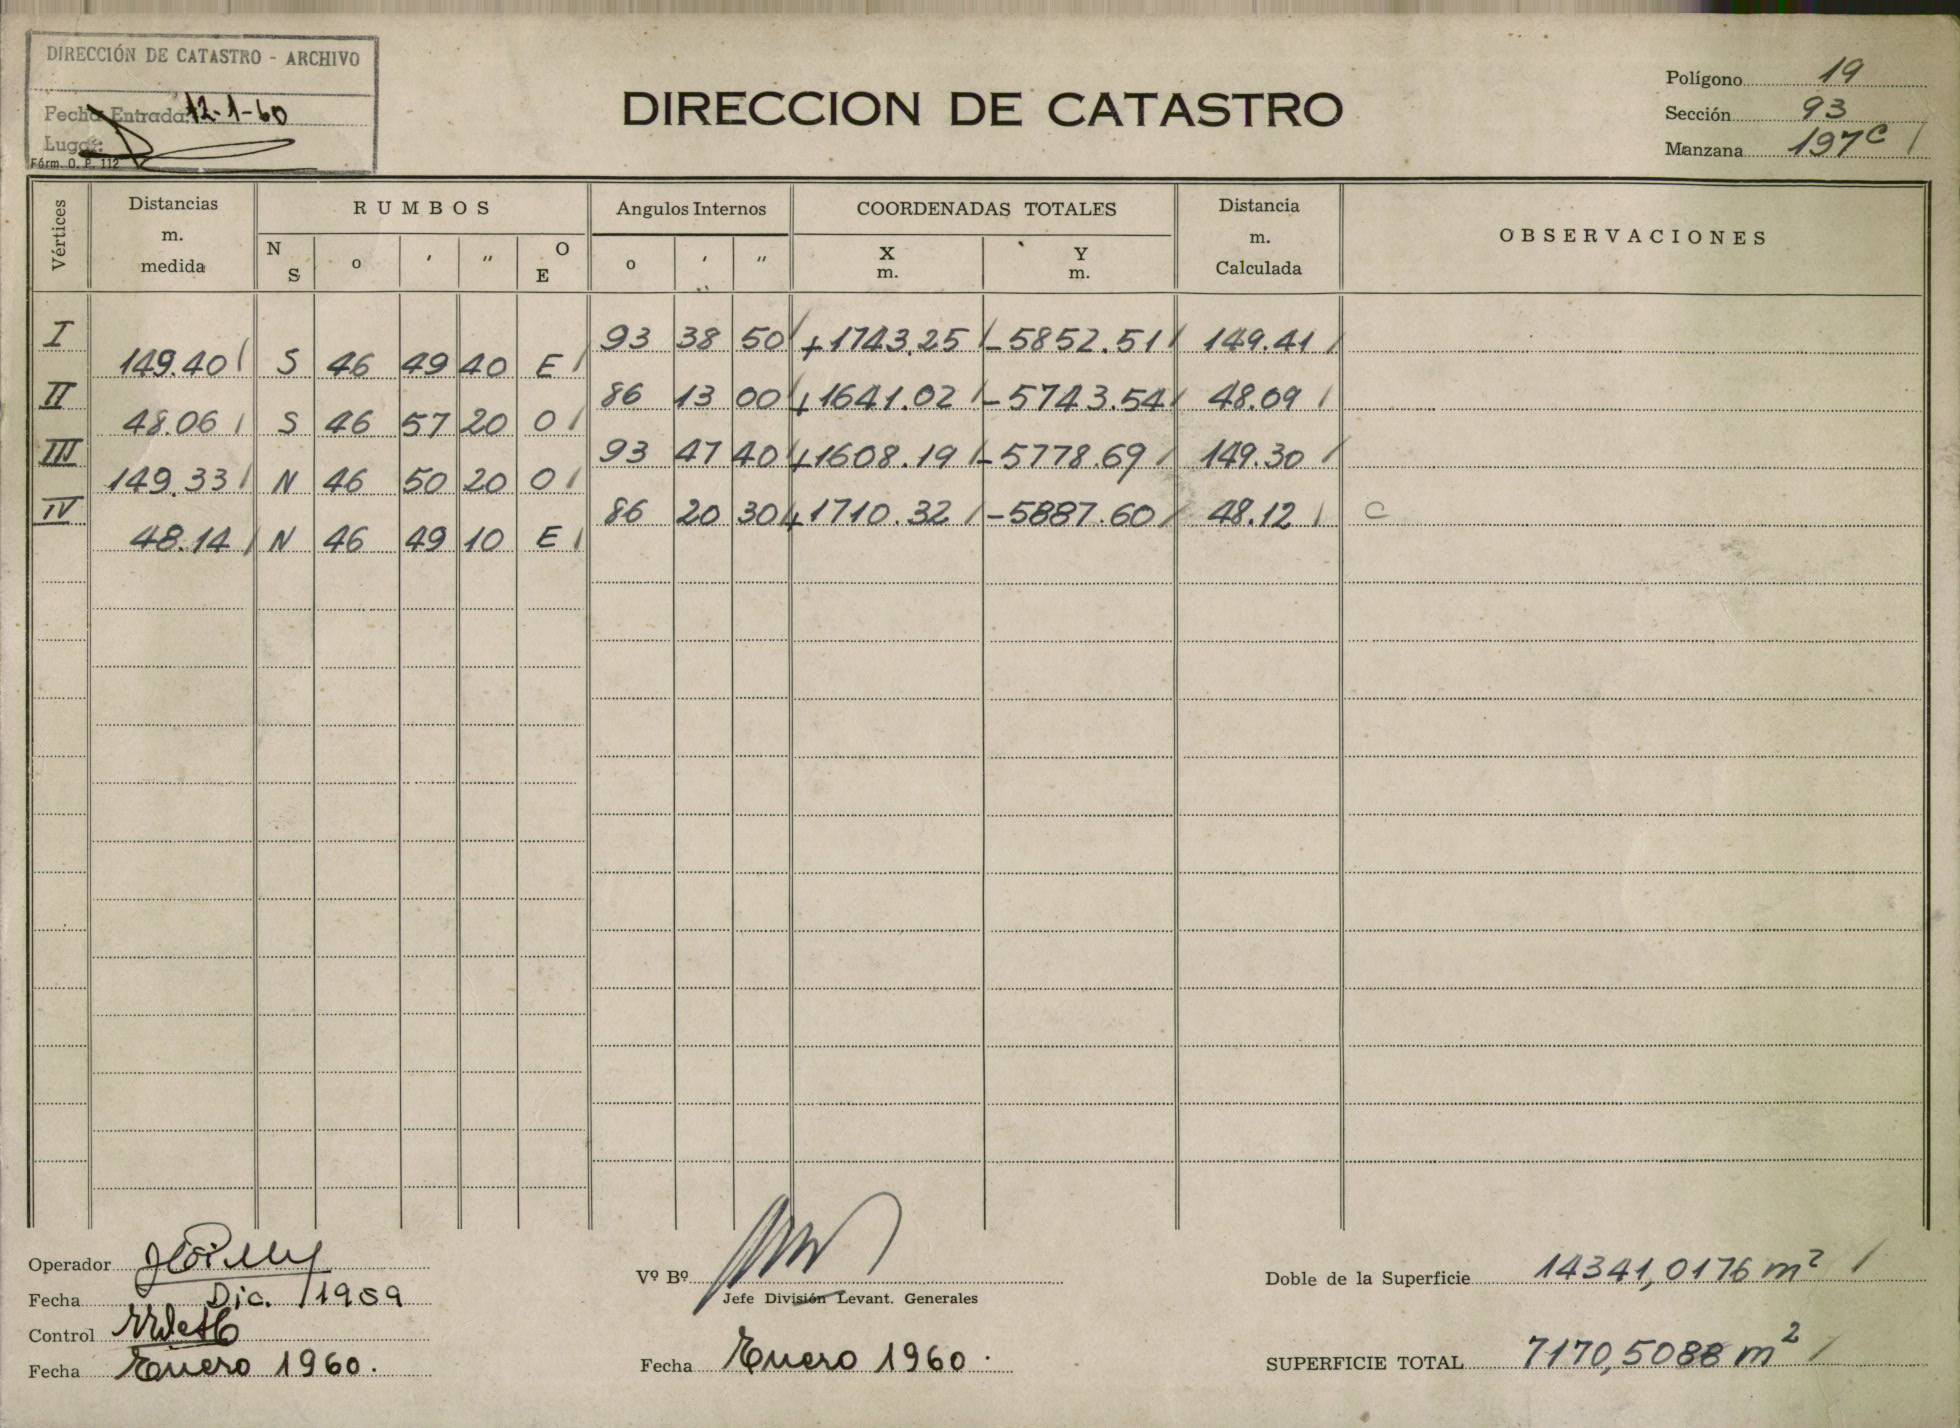 DIRECCIÓN DE CATASTRO - ARCHIVO
Fecha Entrada: 12-1-60
Lugar:
Fórm. O. P. 112
DIRECCION DE CATASTRO
Polígono 19
Sección 93
Manzana 197c
Vértices
Distancias m. medida
RUMBOS
N S o ' " O E
Angulos Internos
o ' "
COORDENADAS TOTALES
X m. Y m.
Distancia m. Calculada
OBSERVACIONES
I 93 38 50 +1743.25 -5852.51 149.41
149.40 S 46 49 40 E
II 86 13 00 +1641.02 -5743.54 48.09
48.06 S 46 57 20 O
III 93 47 40 +1608.19 -5778.69 149.30
149.33 N 46 50 20 O
IV 86 20 30 +1710.32 -5887.60 48.12 C
48.14 N 46 49 10 E
Operador
Fecha Dic. /1959
Control
Fecha Enero 1960.
Vº Bº
Jefe División Levant. Generales
Fecha Enero 1960.
Doble de la Superficie 14341,0176 m²
SUPERFICIE TOTAL 7170,5088 m²